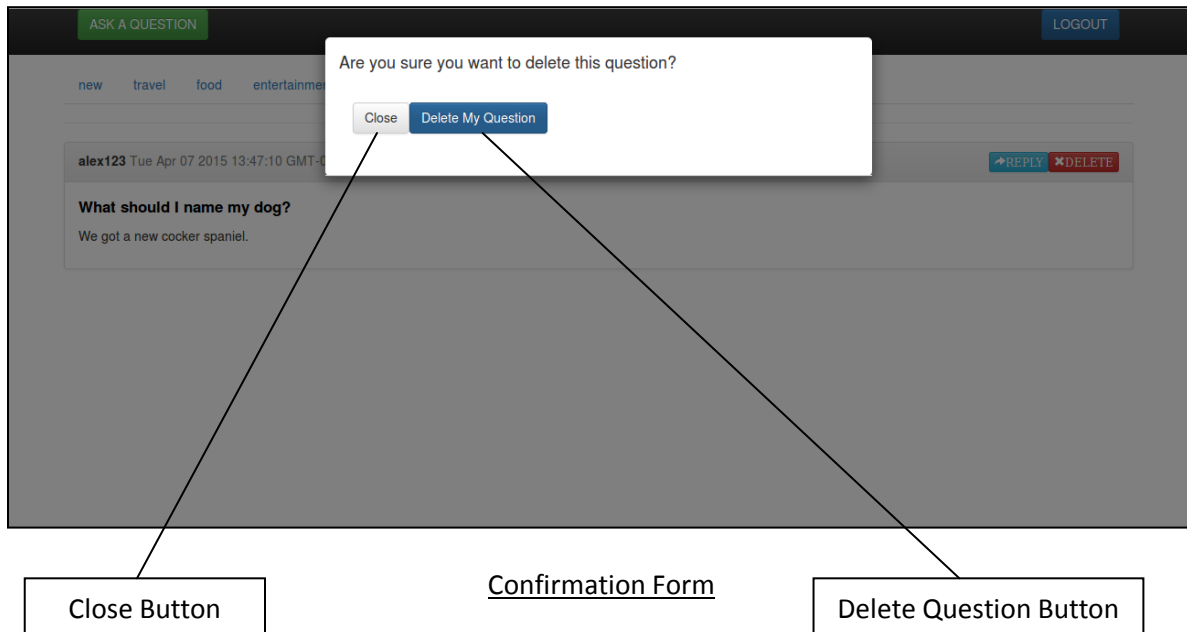 ASK A QUESTION
LOGOUT
Are you sure you want to delete this question?
new travel food entertainme
Close Delete My Question
alex123 Tue Apr 07 2015 13:47:10 GMT-0
REPLY DELETE
What should I name my dog?
We got a new cocker spaniel.
Confirmation Form
Close Button
Delete Question Button